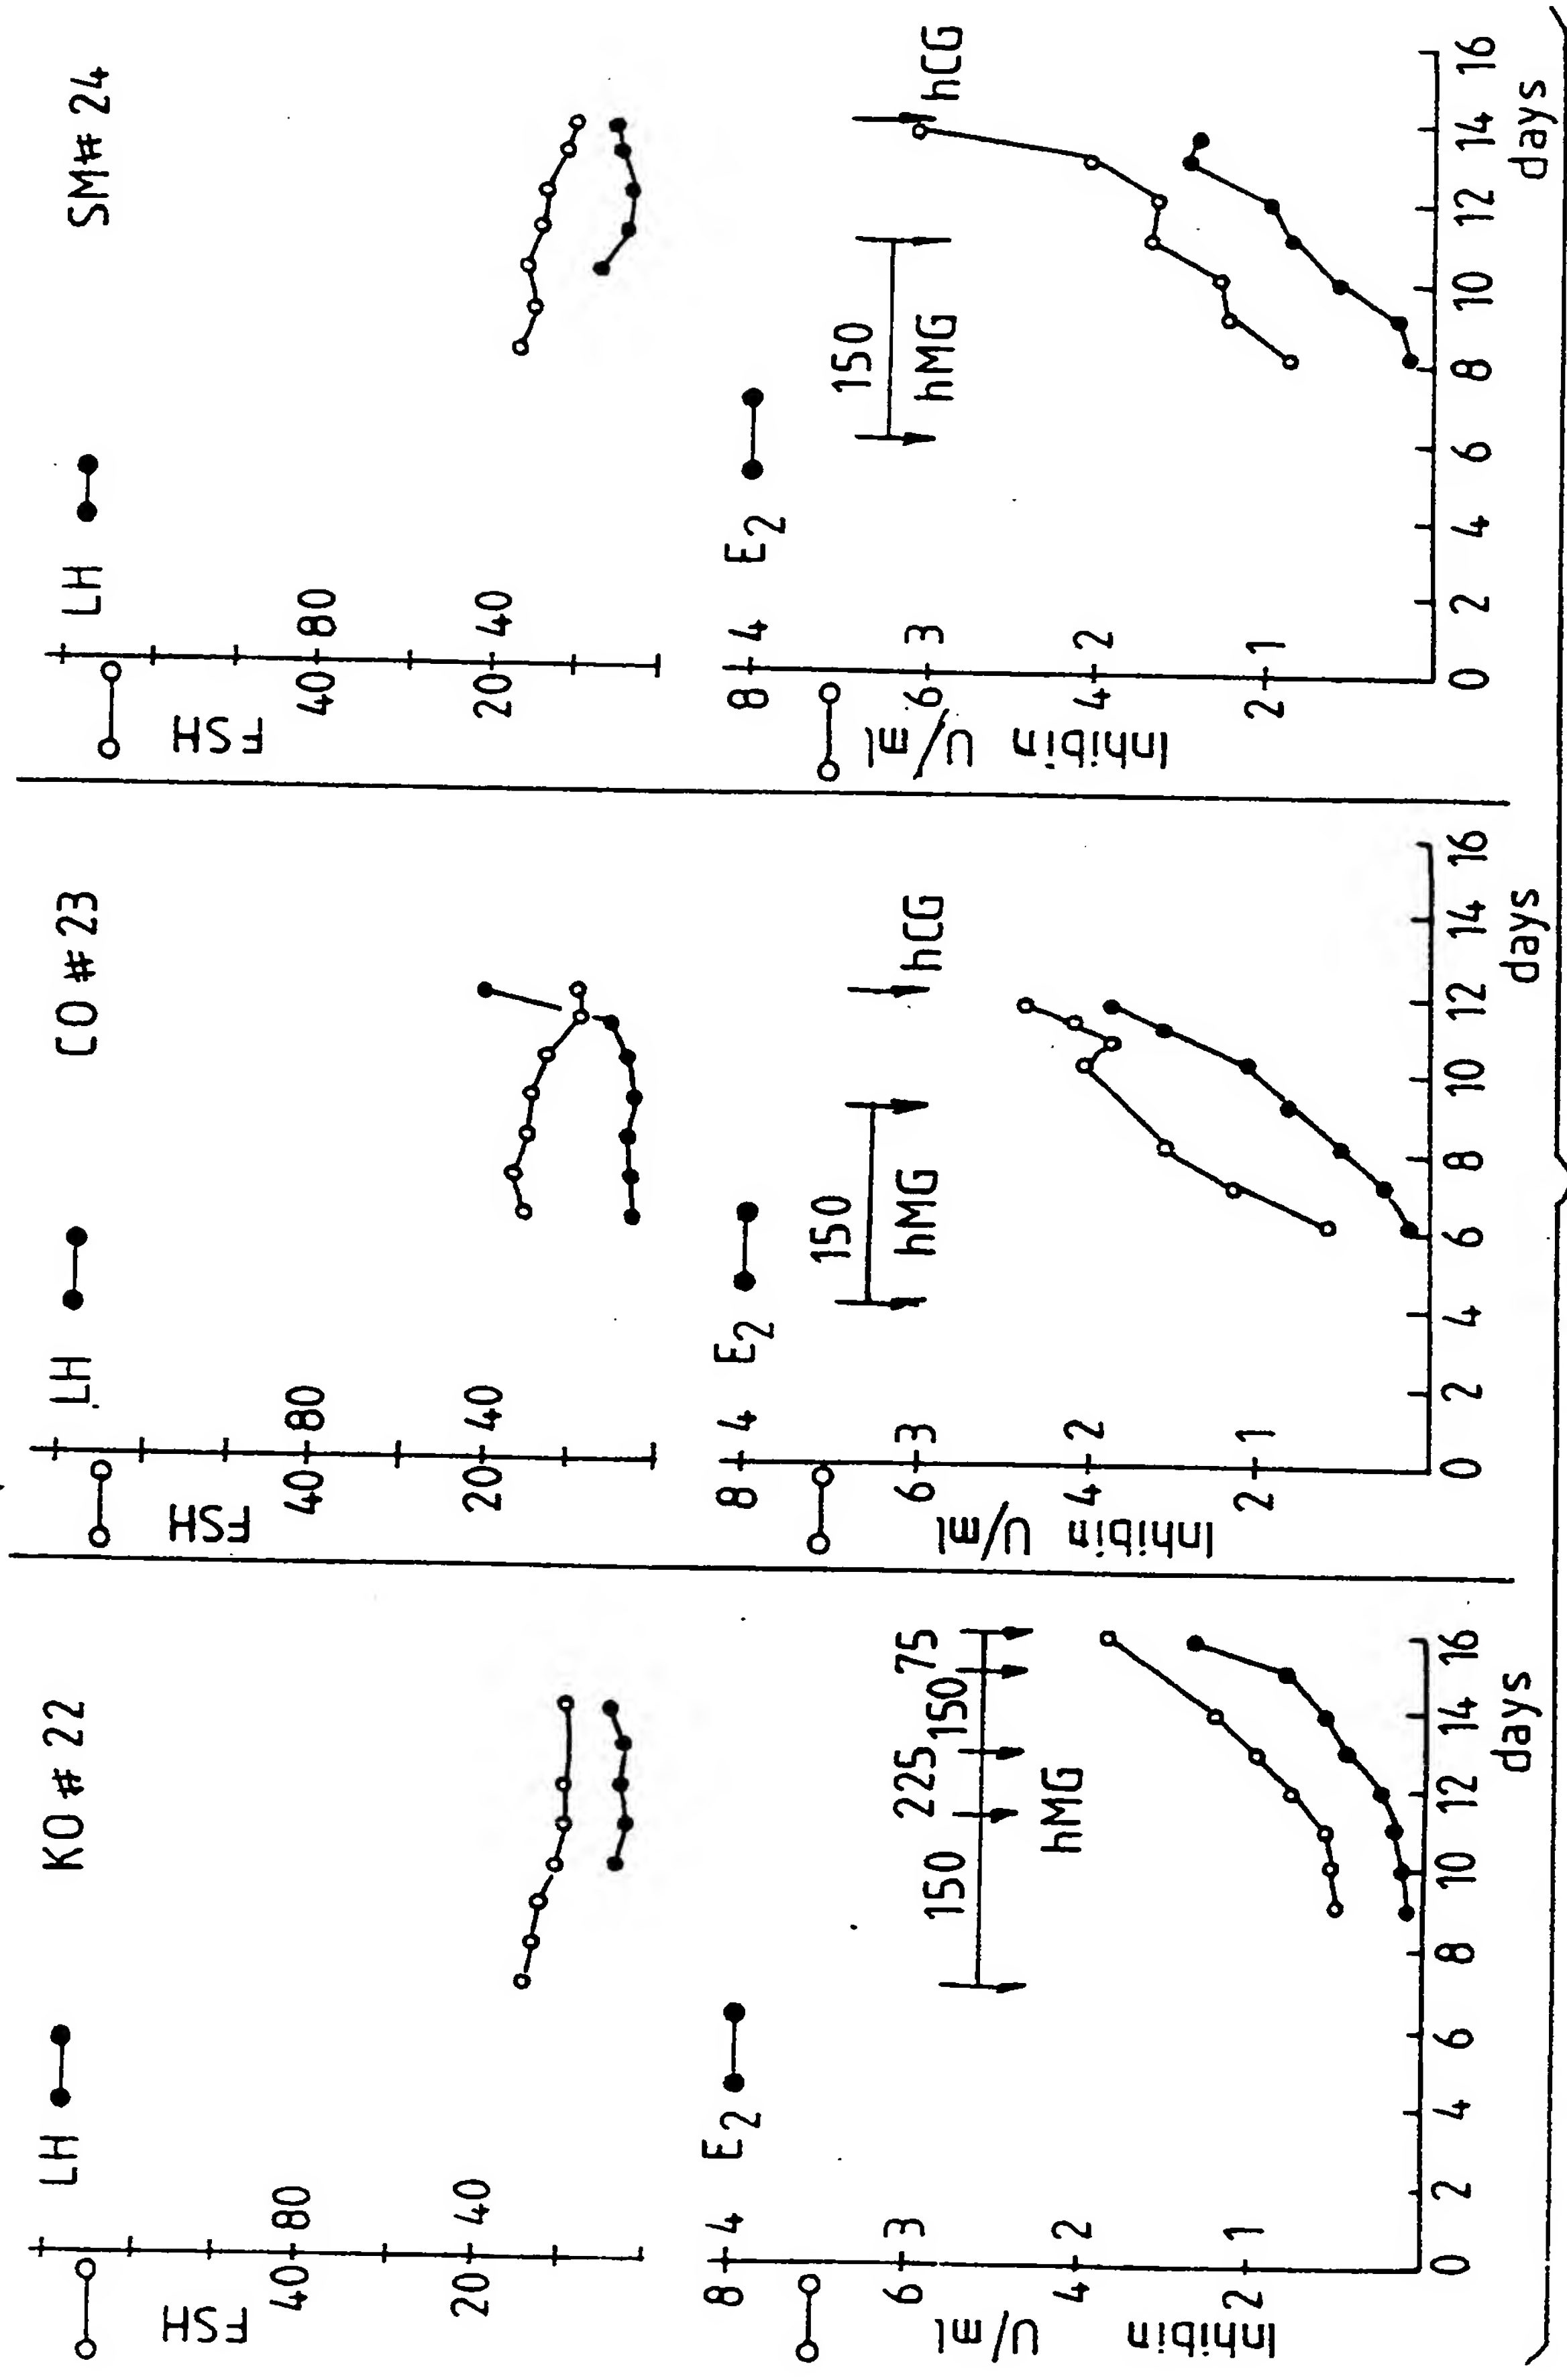 KO # 22
LH
FSH
40 80
20 40
E2
8 4
6 3
4 2
2 1
Inhibin U/ml
150 225 150 75
hMG
0 2 4 6 8 10 12 14 16
days
CO # 23
LH
FSH
40 80
20 40
E2
8 4
6 3
4 2
2 1
Inhibin U/ml
150
hMG
hCG
0 2 4 6 8 10 12 14 16
days
SM # 24
LH
FSH
40 80
20 40
E2
8 4
6 3
4 2
2 1
Inhibin U/ml
150
hMG
hCG
0 2 4 6 8 10 12 14 16
days